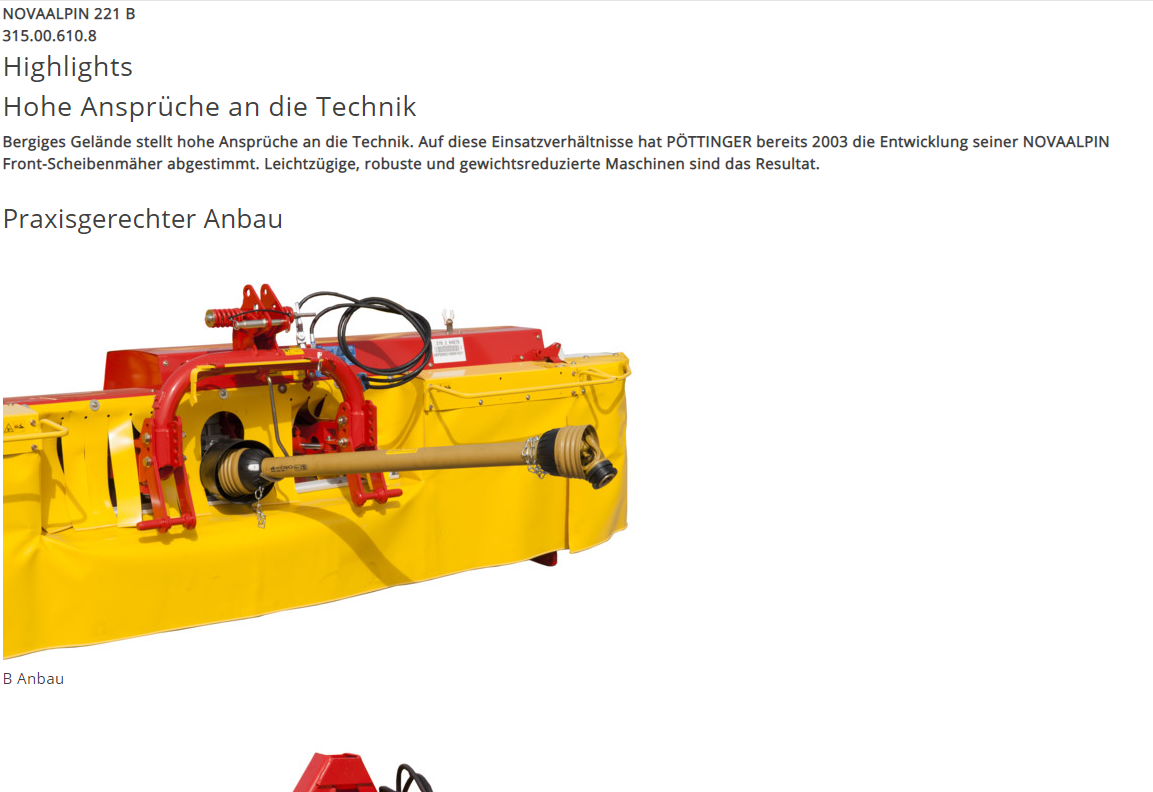 NOVAALPIN 221 B
315.00.610.8
Highlights
Hohe Ansprüche an die Technik
Bergiges Gelände stellt hohe Ansprüche an die Technik. Auf diese Einsatzverhältnisse hat PÖTTINGER bereits 2003 die Entwicklung seiner NOVAALPIN
Front-Scheibenmäher abgestimmt. Leichtzügige, robuste und gewichtsreduzierte Maschinen sind das Resultat.
Praxisgerechter Anbau
B Anbau